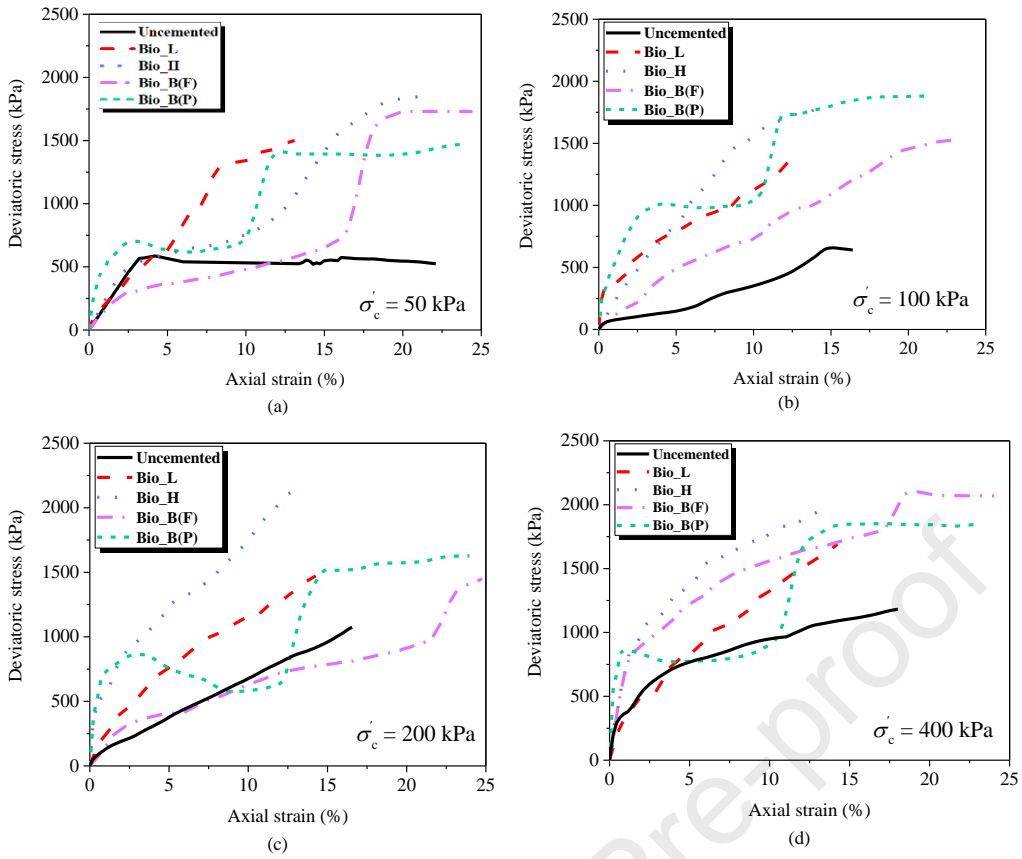 2500
2000
1500
1000
500
0
0 5 10 15 20 25
Deviatoric stress (kPa)
Uncemented
Bio_L
Bio_H
Bio_B(F)
Bio_B(P)
σ'c = 50 kPa
Axial strain (%)
(a)
2500
2000
1500
1000
500
0
0 5 10 15 20 25
Deviatoric stress (kPa)
Uncemented
Bio_L
Bio_H
Bio_B(F)
Bio_B(P)
σ'c = 100 kPa
Axial strain (%)
(b)
2500
2000
1500
1000
500
0
0 5 10 15 20 25
Deviatoric stress (kPa)
Uncemented
Bio_L
Bio_H
Bio_B(F)
Bio_B(P)
σ'c = 200 kPa
Axial strain (%)
(c)
2500
2000
1500
1000
500
0
0 5 10 15 20 25
Deviatoric stress (kPa)
Uncemented
Bio_L
Bio_H
Bio_B(F)
Bio_B(P)
σ'c = 400 kPa
Axial strain (%)
(d)
Pre-proof